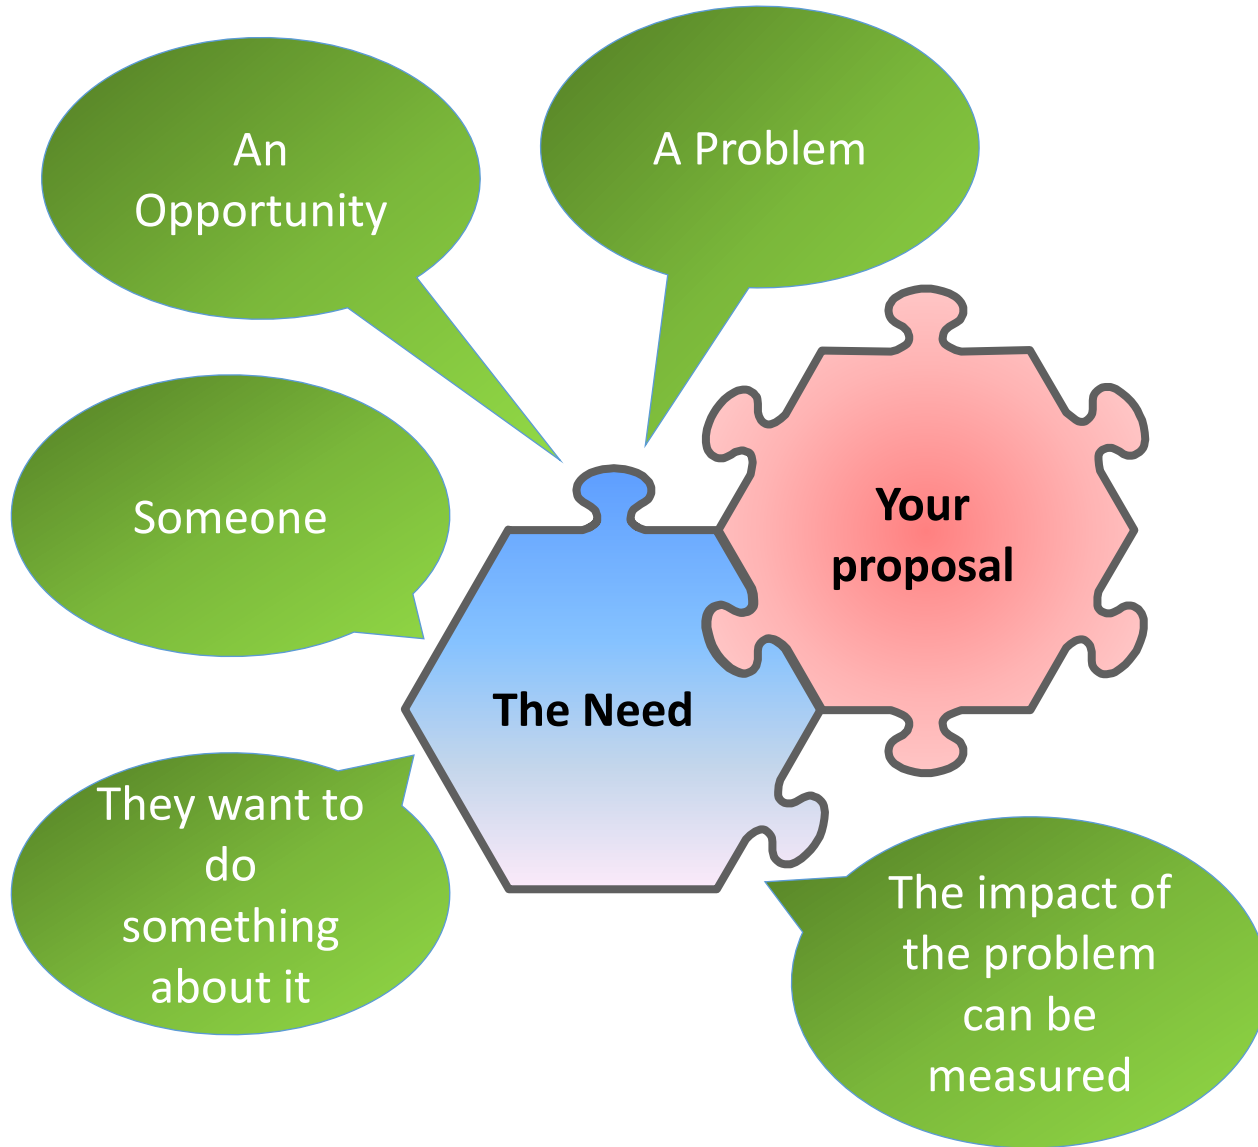 An
Opportunity
A Problem
Someone
Your
proposal
The Need
They want to
do
something
about it
The impact of
the problem
can be
measured